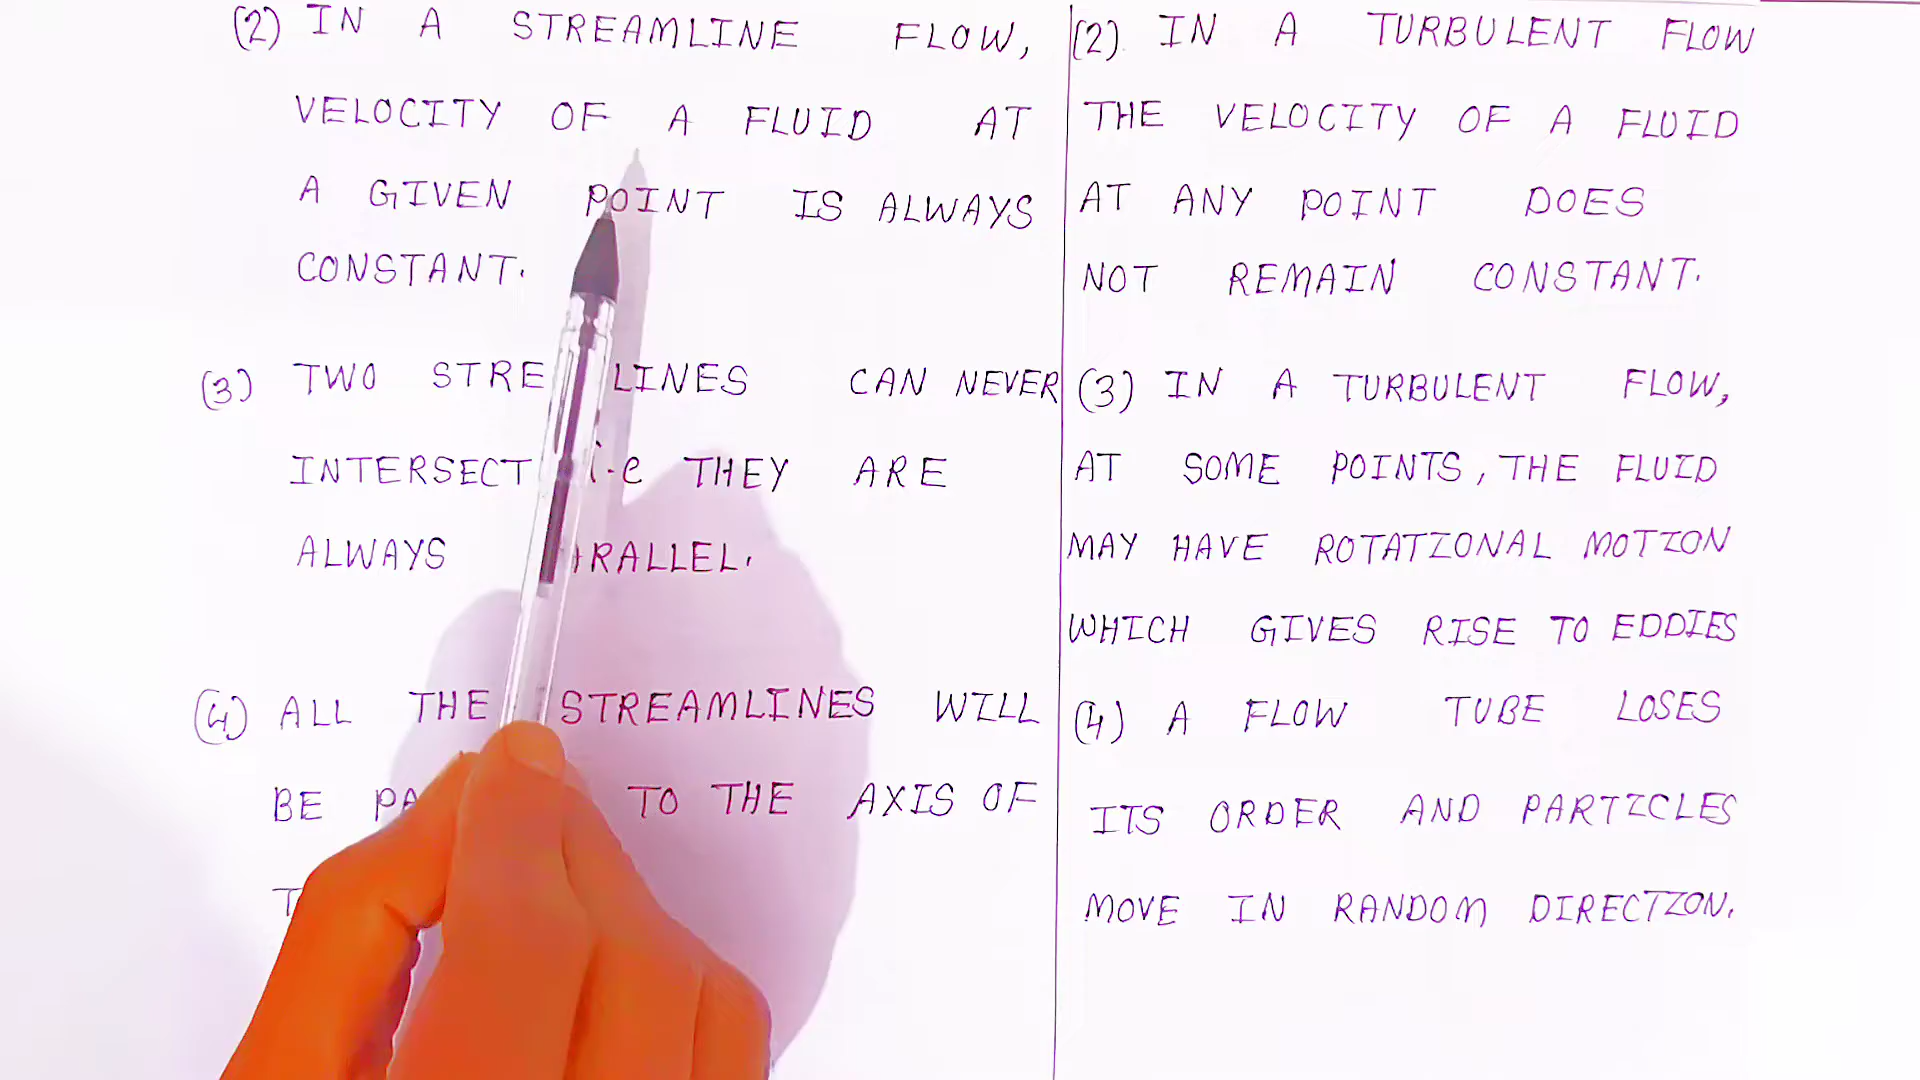 (2) IN A STREAMLINE FLOW,
VELOCITY OF A FLUID AT
A GIVEN POINT IS ALWAYS
CONSTANT.
(3) TWO LINES CAN NEVER
INTERSECT i.e THEY ARE
ALWAYS
(4) ALL THE STREAMLINES WILL
BE TO THE AXIS OF
(2). IN A TURBULENT FLOW
THE VELOCITY OF A FLUID
AT ANY POINT DOES
NOT REMAIN CONSTANT.
(3) IN A TURBULENT FLOW,
AT SOME POINTS, THE FLUID
MAY HAVE ROTATIONAL MOTION
WHICH GIVES RISE TO EDDIES
(4) A FLOW TUBE LOSES
ITS ORDER AND PARTICLES
MOVE IN RANDOM DIRECTION.